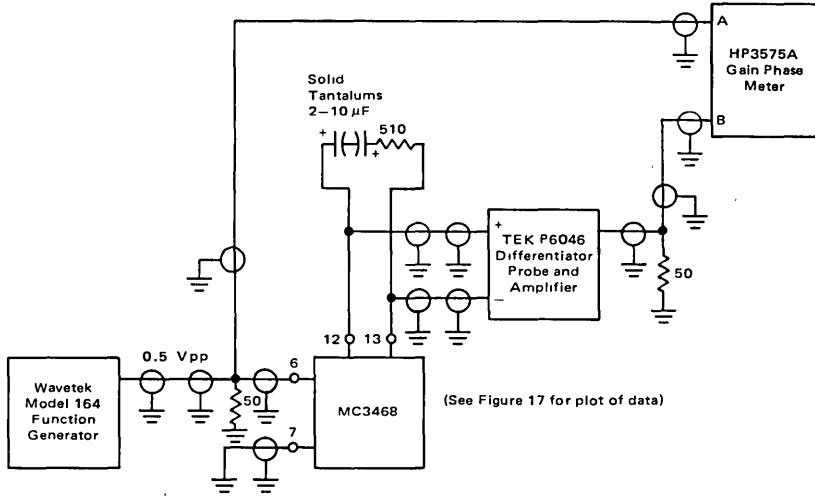 A
HP3575A
Gain Phase
Meter
B
Solid
Tantalums
2–10 μF
+
+
510
+
TEK P6046
Differentiator
Probe and
Amplifier
–
50
12
13
0.5 Vpp
6
Wavetek
Model 164
Function
Generator
50
7
MC3468
(See Figure 17 for plot of data)